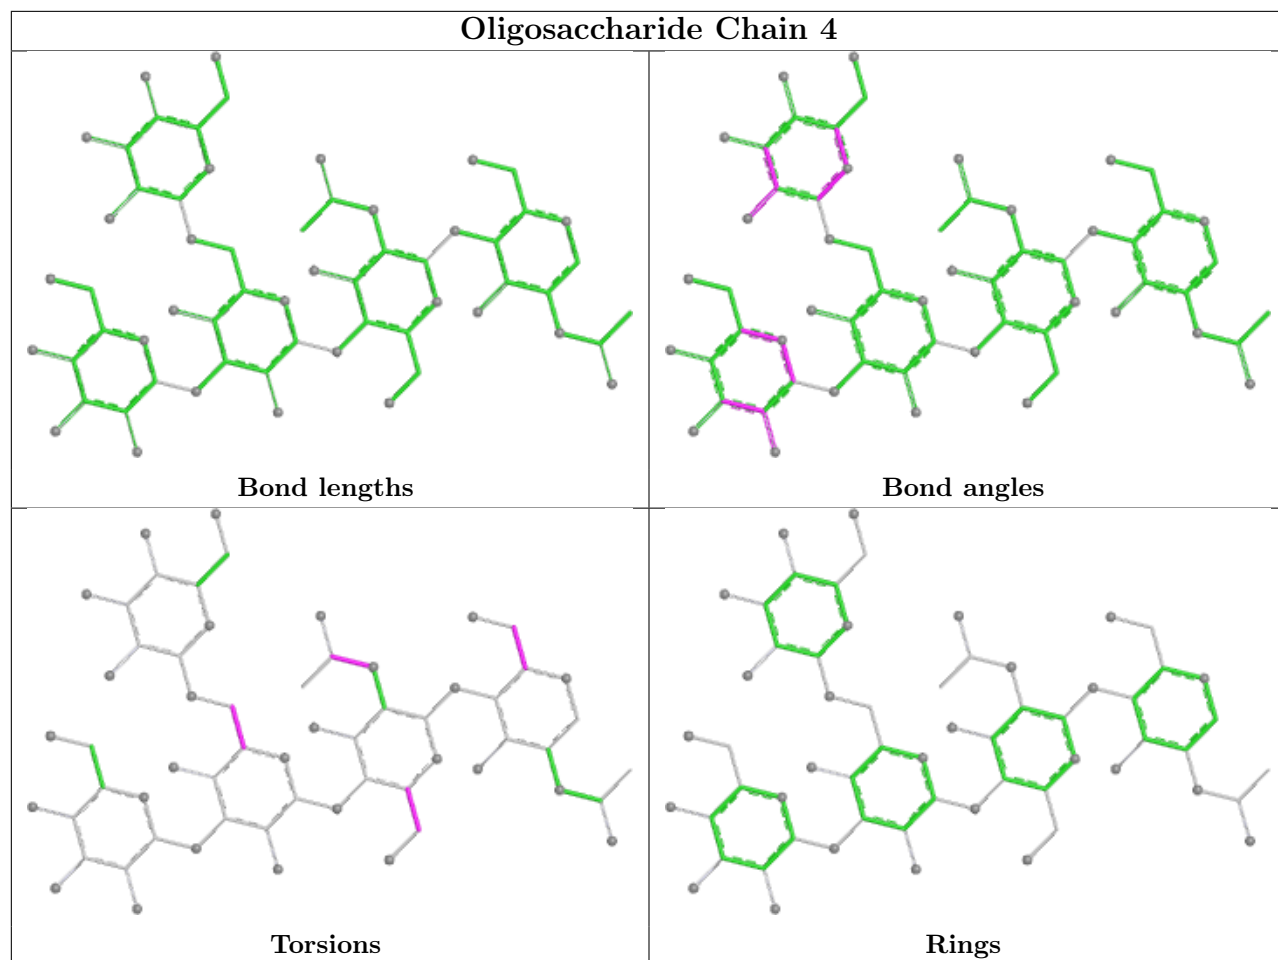 Oligosaccharide Chain 4
Bond lengths
Bond angles
Torsions
Rings